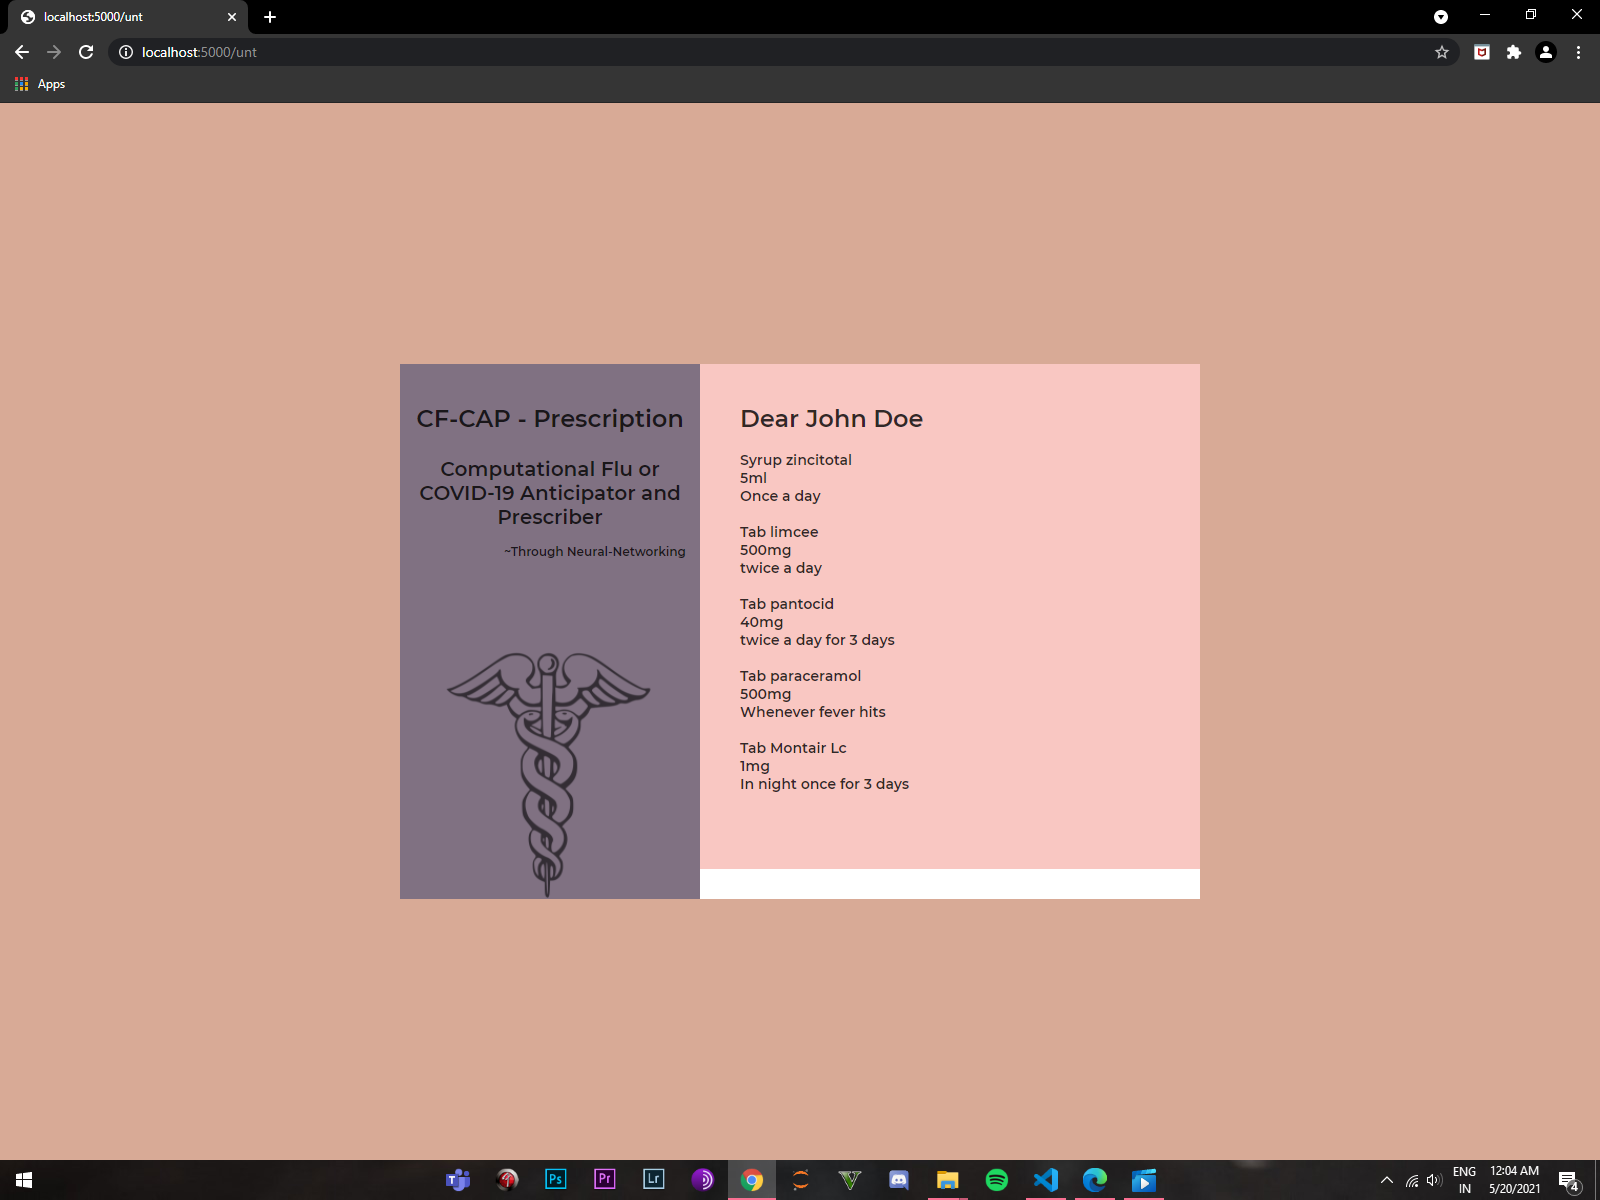 localhost:5000/unt
localhost:5000/unt
Apps
CF-CAP - Prescription
Computational Flu or
COVID-19 Anticipator and
Prescriber
~Through Neural-Networking
Dear John Doe
Syrup zincitotal
5ml
Once a day
Tab limcee
500mg
twice a day
Tab pantocid
40mg
twice a day for 3 days
Tab paraceramol
500mg
Whenever fever hits
Tab Montair Lc
1mg
In night once for 3 days
Ps
Pr
Lr
ENG
IN
12:04 AM
5/20/2021
4